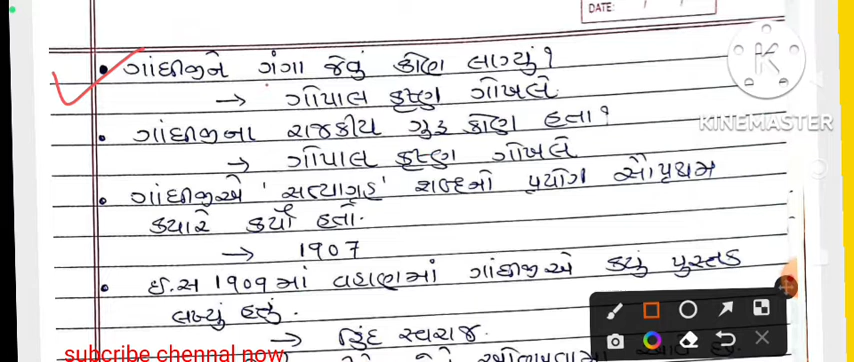 DATE:
• ગાંધીજીને ગંગા જેવું કોણ લાગ્યું?
→ ગોપાલ કૃષ્ણ ગોખલે
• ગાંધીજીના રાજકીય ગુરૂ કોણ હતા?
→ ગોપાલ કૃષ્ણ ગોખલે
• ગાંધીજીએ 'સત્યાગ્રહ' શબ્દનો પ્રયોગ સૌપ્રથમ
ક્યારે કર્યો હતો.
→ 1907
• ઈ.સ 1909માં વહાણમાં ગાંધીજીએ કયું પુસ્તક
લખ્યું હતું.
→ હિંદ સ્વરાજ.
KINEMASTER
subcribe chennal now